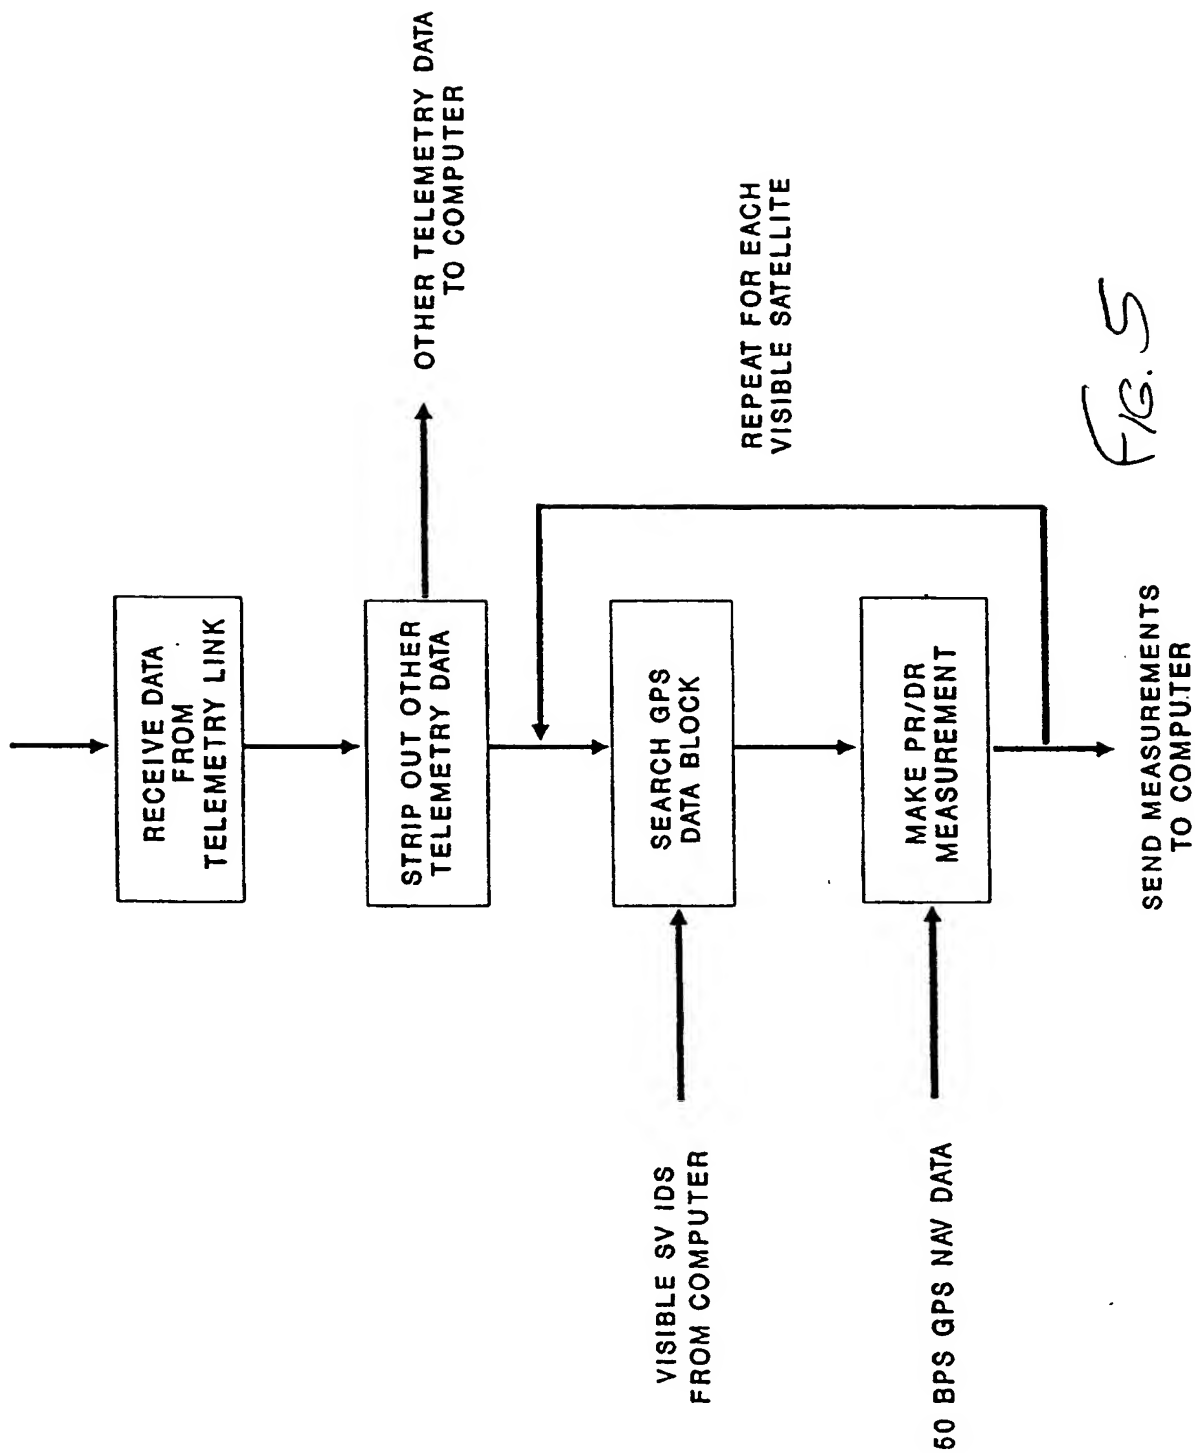 RECEIVE DATA
FROM
TELEMETRY LINK
STRIP OUT OTHER
TELEMETRY DATA
OTHER TELEMETRY DATA
TO COMPUTER
VISIBLE SV IDS
FROM COMPUTER
SEARCH GPS
DATA BLOCK
REPEAT FOR EACH
VISIBLE SATELLITE
50 BPS GPS NAV DATA
MAKE PR/DR
MEASUREMENT
SEND MEASUREMENTS
TO COMPUTER
FIG. 5